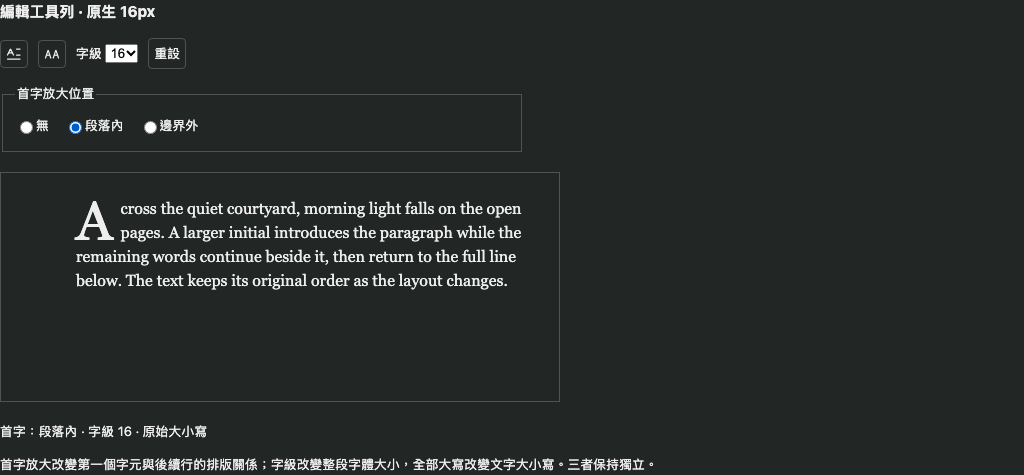 編輯工具列 · 原生 16px
A AA 字級 16 重設
首字放大位置
無 段落內 邊界外
Across the quiet courtyard, morning light falls on the open
pages. A larger initial introduces the paragraph while the
remaining words continue beside it, then return to the full line
below. The text keeps its original order as the layout changes.
首字：段落內 · 字級 16 · 原始大小寫
首字放大改變第一個字元與後續行的排版關係；字級改變整段字體大小，全部大寫改變文字大小寫。三者保持獨立。